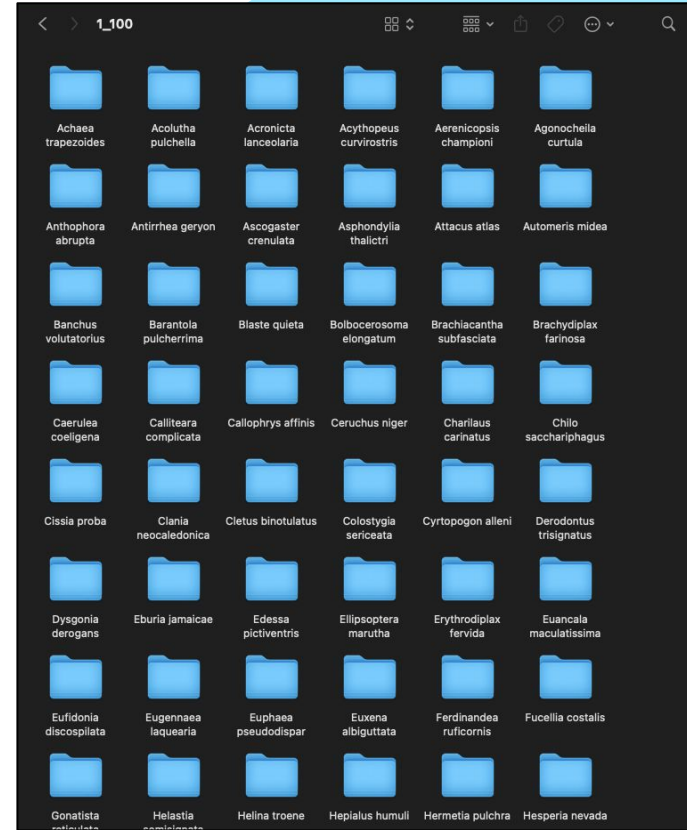 1_100
Achaea trapezoides
Acolutha pulchella
Acronicta lanceolaria
Acythopeus curvirostris
Aerenicopsis championi
Agonocheila curtula
Anthophora abrupta
Antirrhea geryon
Ascogaster crenulata
Asphondylia thalictri
Attacus atlas
Automeris midea
Banchus volutatorius
Barantola pulcherrima
Blaste quieta
Bolbocerosoma elongatum
Brachiacantha subfasciata
Brachydiplax farinosa
Caerulea coeligena
Calliteara complicata
Callophrys affinis
Ceruchus niger
Charilaus carinatus
Chilo sacchariphagus
Cissia proba
Clania neocaledonica
Cletus binotulatus
Colostygia sericeata
Cyrtopogon alleni
Derodontus trisignatus
Dysgonia derogans
Eburia jamaicae
Edessa pictiventris
Ellipsoptera marutha
Erythrodiplax fervida
Euancala maculatissima
Eufidonia discospilata
Eugennaea laquearia
Euphaea pseudodispar
Euxena albiguttata
Ferdinandea ruficornis
Fucellia costalis
Gonatista
Helastia
Helina troene
Hepialus humuli
Hermetia pulchra
Hesperia nevada